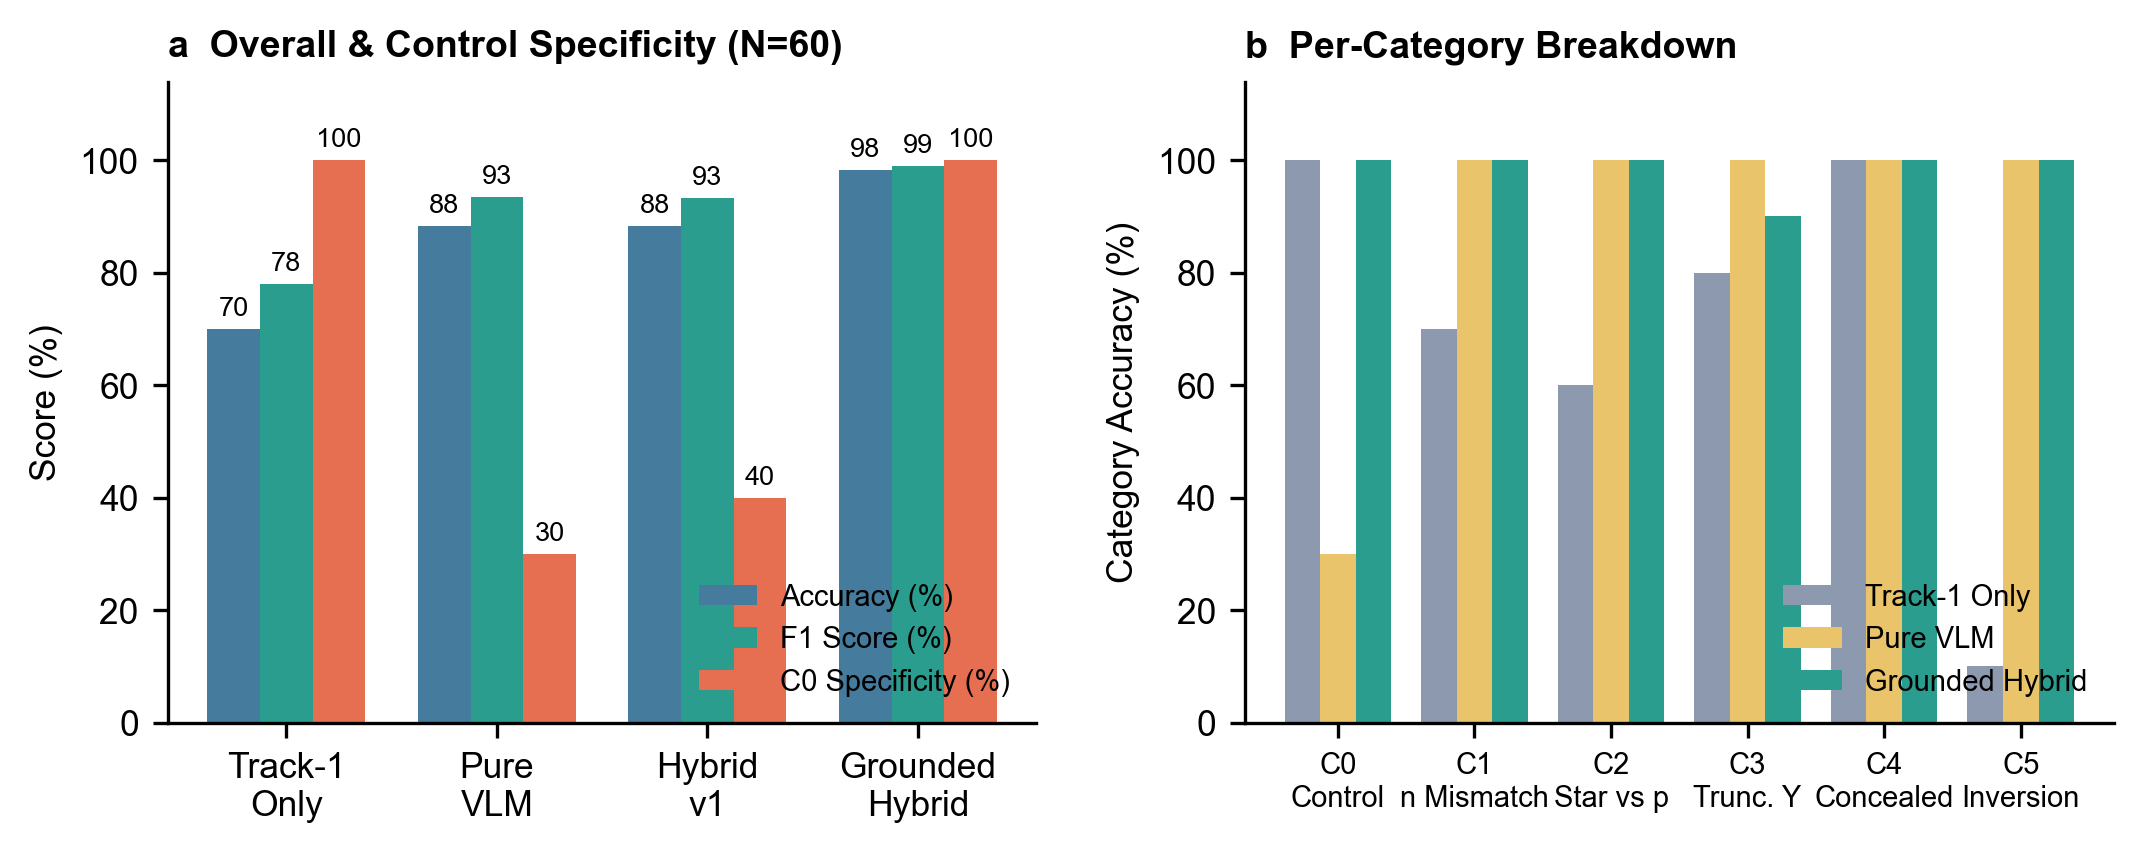 a  Overall & Control Specificity (N=60)
Score (%)
100
80
60
40
20
0
70
78
100
88
93
30
88
93
40
98
99
100
Accuracy (%)
F1 Score (%)
C0 Specificity (%)
Track-1
Only
Pure
VLM
Hybrid
v1
Grounded
Hybrid
b  Per-Category Breakdown
Category Accuracy (%)
100
80
60
40
20
0
Track-1 Only
Pure VLM
Grounded Hybrid
C0
Control
C1
n Mismatch
C2
Star vs p
C3
Trunc. Y
C4
Concealed
C5
Inversion